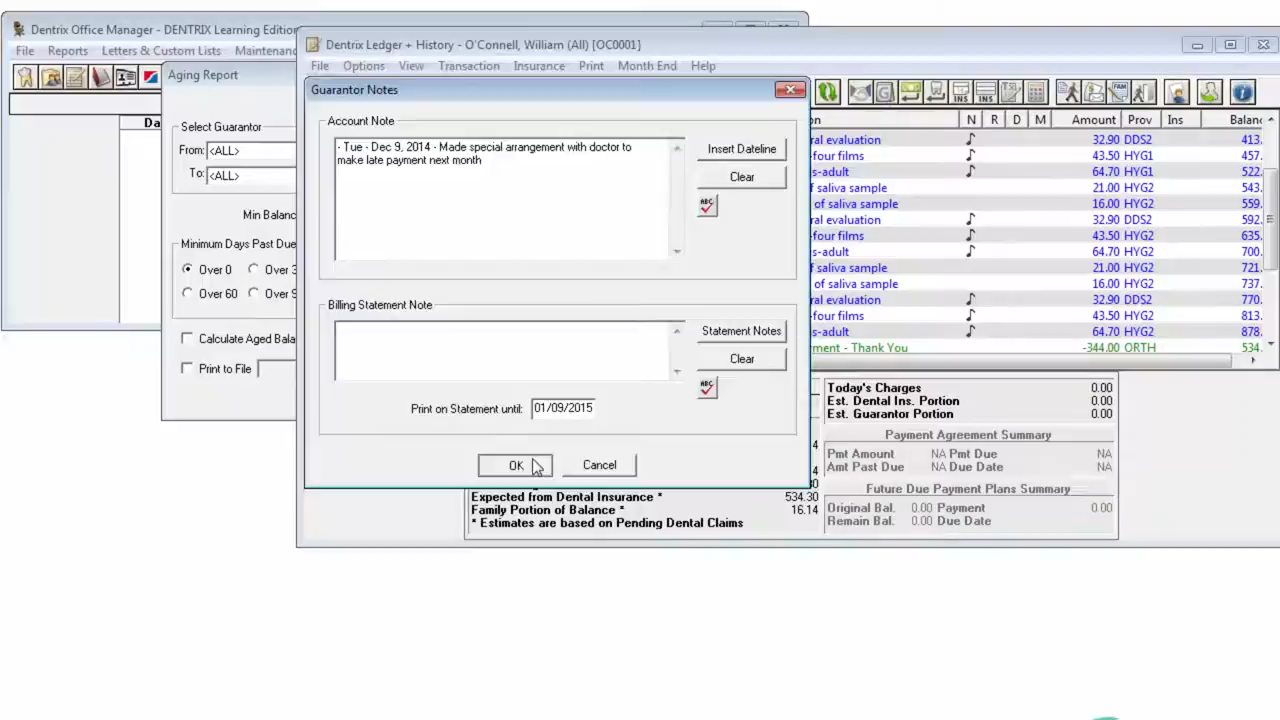 Dentrix Office Manager - DENTRIX Learning Edition
File Reports Letters & Custom Lists Maintenance
Da
Aging Report
Select Guarantor
From: <ALL>
To: <ALL>
Min Balanc
Minimum Days Past Due
Over 0 Over 3
Over 60 Over 9
Calculate Aged Bala
Print to File
Dentrix Ledger + History - O'Connell, William (All) [OC0001]
File Options View Transaction Insurance Print Month End Help
Guarantor Notes
Account Note
- Tue - Dec 9, 2014 - Made special arrangement with doctor to
make late payment next month
Insert Dateline
Clear
ABC
Billing Statement Note
Statement Notes
Clear
ABC
Print on Statement until: 01/09/2015
OK Cancel
INS INS FAM
on N R D M Amount Prov Ins Balanc
ral evaluation 32.90 DDS2 413.
-four films 43.50 HYG1 457.
s-adult 64.70 HYG1 522.
f saliva sample 21.00 HYG2 543.
of saliva sample 16.00 HYG2 559.
ral evaluation 32.90 DDS2 592.
-four films 43.50 HYG2 635.
s-adult 64.70 HYG2 700.
f saliva sample 21.00 HYG2 721.
of saliva sample 16.00 HYG2 737.
ral evaluation 32.90 DDS2 770.
-four films 43.50 HYG2 813.
s-adult 64.70 HYG2 878.
ment - Thank You -344.00 ORTH 534.
Expected from Dental Insurance * 534.30
Family Portion of Balance * 16.14
* Estimates are based on Pending Dental Claims
Today's Charges 0.00
Est. Dental Ins. Portion 0.00
Est. Guarantor Portion 0.00
Payment Agreement Summary
Pmt Amount NA Pmt Due NA
Amt Past Due NA Due Date NA
Future Due Payment Plans Summary
Original Bal. 0.00 Payment 0.00
Remain Bal. 0.00 Due Date